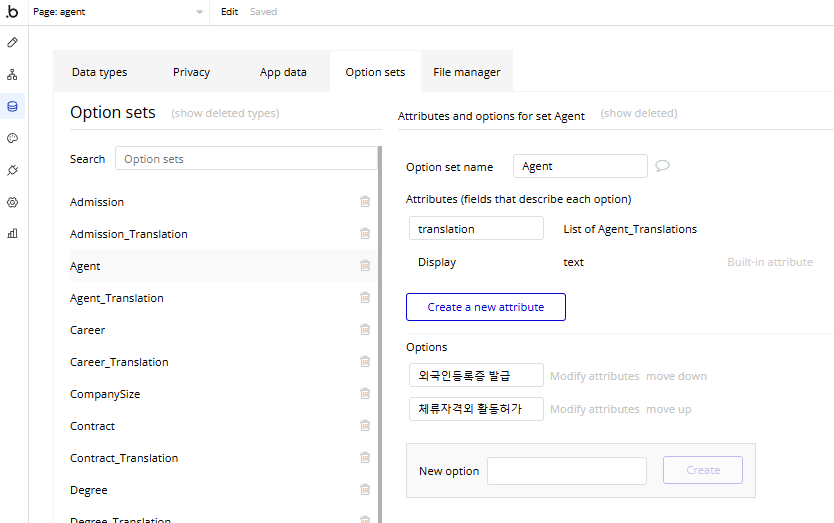 .b Page: agent Edit Saved
Data types Privacy App data Option sets File manager
Option sets (show deleted types)
Search Option sets
Admission
Admission_Translation
Agent
Agent_Translation
Career
Career_Translation
CompanySize
Contract
Contract_Translation
Degree
Degree_Translation
Attributes and options for set Agent (show deleted)
Option set name Agent
Attributes (fields that describe each option)
translation List of Agent_Translations
Display text Built-in attribute
Create a new attribute
Options
외국인등록증 발급 Modify attributes move down
체류자격외 활동허가 Modify attributes move up
New option Create